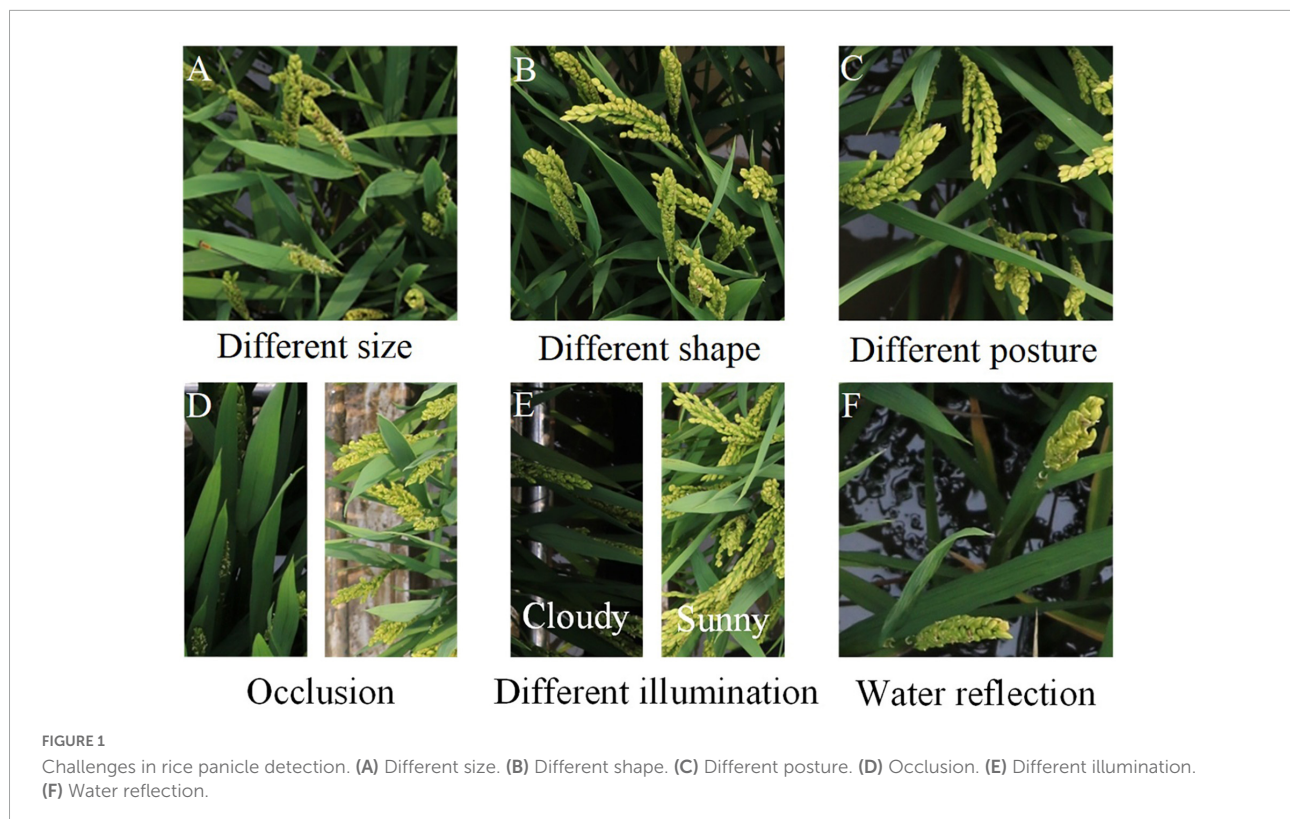 A
B
C
Different size
Different shape
Different posture
D
E
F
Cloudy
Sunny
Occlusion
Different illumination
Water reflection
FIGURE 1
Challenges in rice panicle detection. (A) Different size. (B) Different shape. (C) Different posture. (D) Occlusion. (E) Different illumination.
(F) Water reflection.